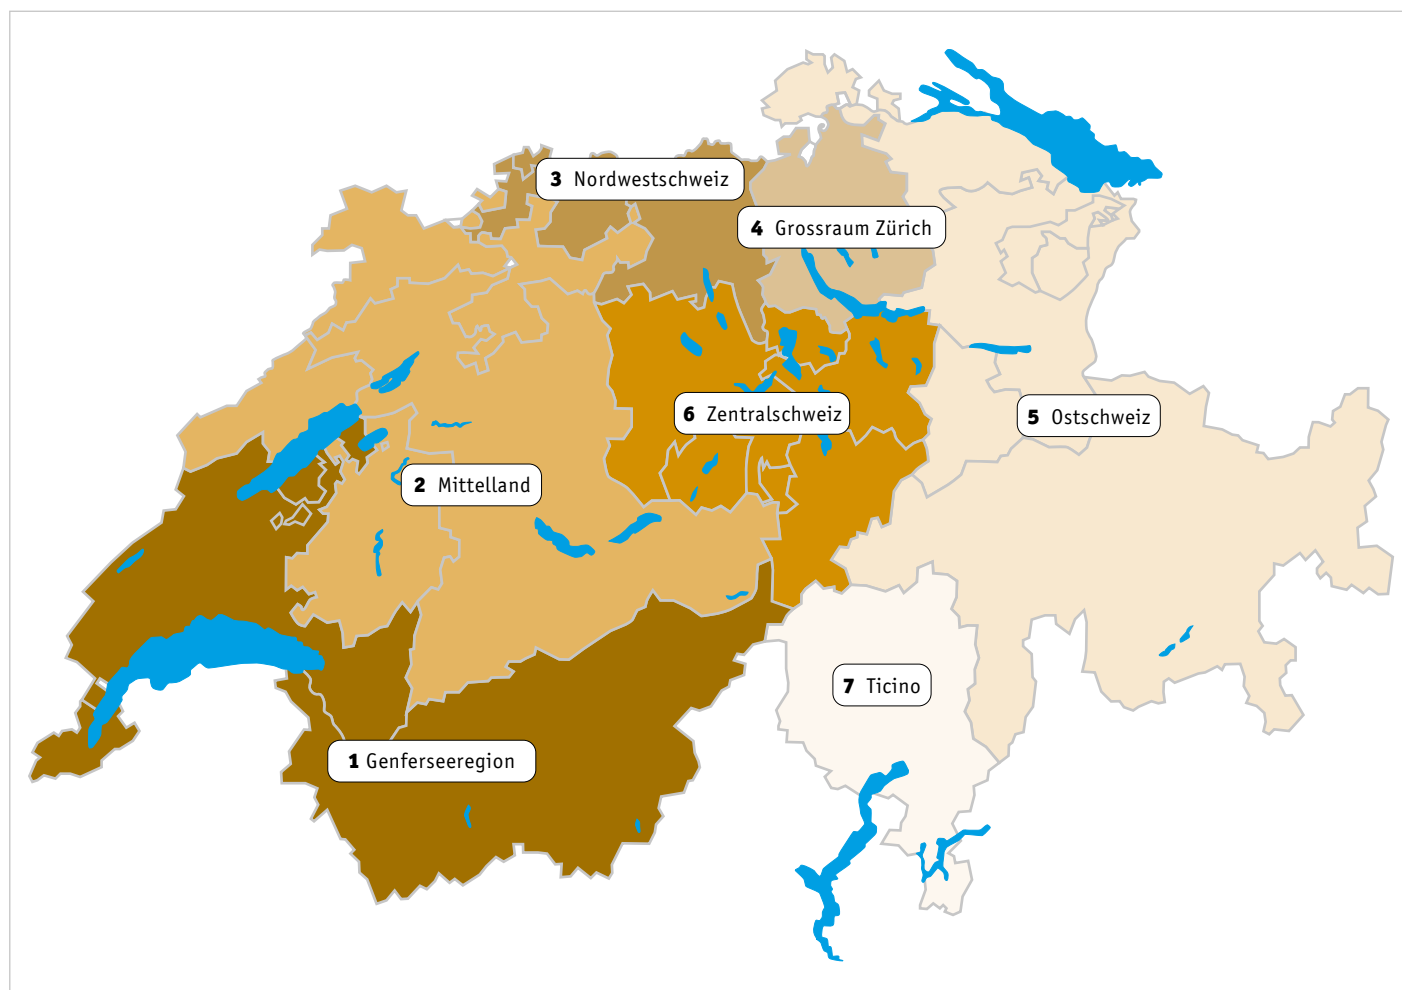 3 Nordwestschweiz
4 Grossraum Zürich
6 Zentralschweiz
5 Ostschweiz
2 Mittelland
7 Ticino
1 Genferseeregion